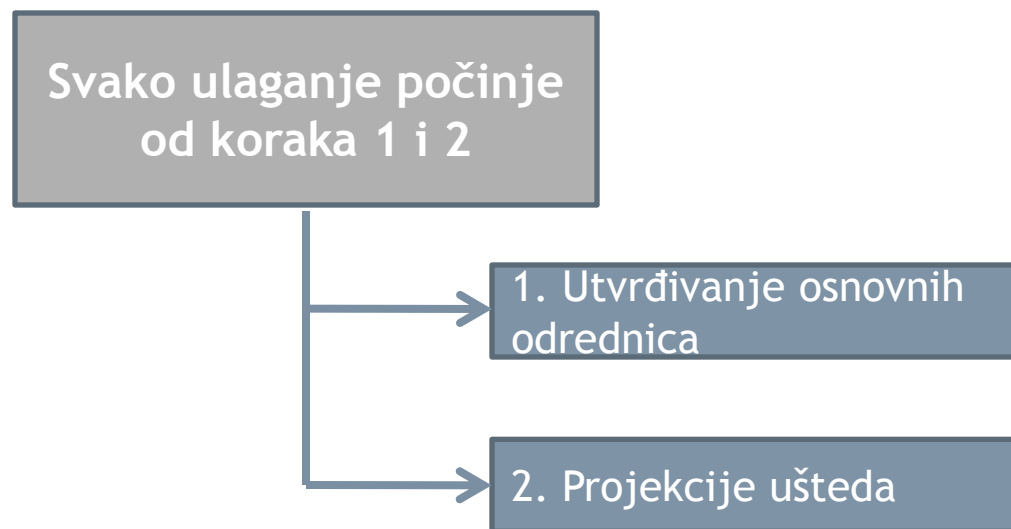 Svako ulaganje počinje
od koraka 1 i 2
1. Utvrđivanje osnovnih
odrednica
2. Projekcije ušteda